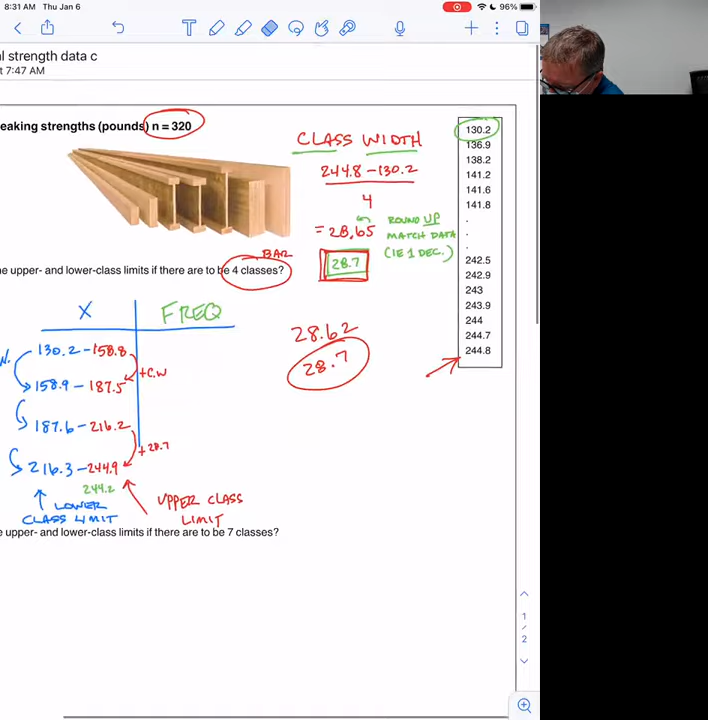 8:31 AM Thu Jan 6
96%
al strength data c
t 7:47 AM
eaking strengths (pounds) n = 320
CLASS WIDTH
244.8-130.2
4
= 28.65
ROUND UP
MATCH DATA
(IE 1 DEC.)
28.7
BAR
he upper- and lower-class limits if there are to be 4 classes?
28.62
28.7
X
FREQ
W.
130.2-158.8
+C.W
158.9-187.5
187.6-216.2
+28.7
216.3-244.9
244.2
LOWER
CLASS LIMIT
UPPER CLASS
LIMIT
e upper- and lower-class limits if there are to be 7 classes?
130.2
136.9
138.2
141.2
141.6
141.8
.
.
.
242.5
242.9
243
243.9
244
244.7
244.8
1
/
2